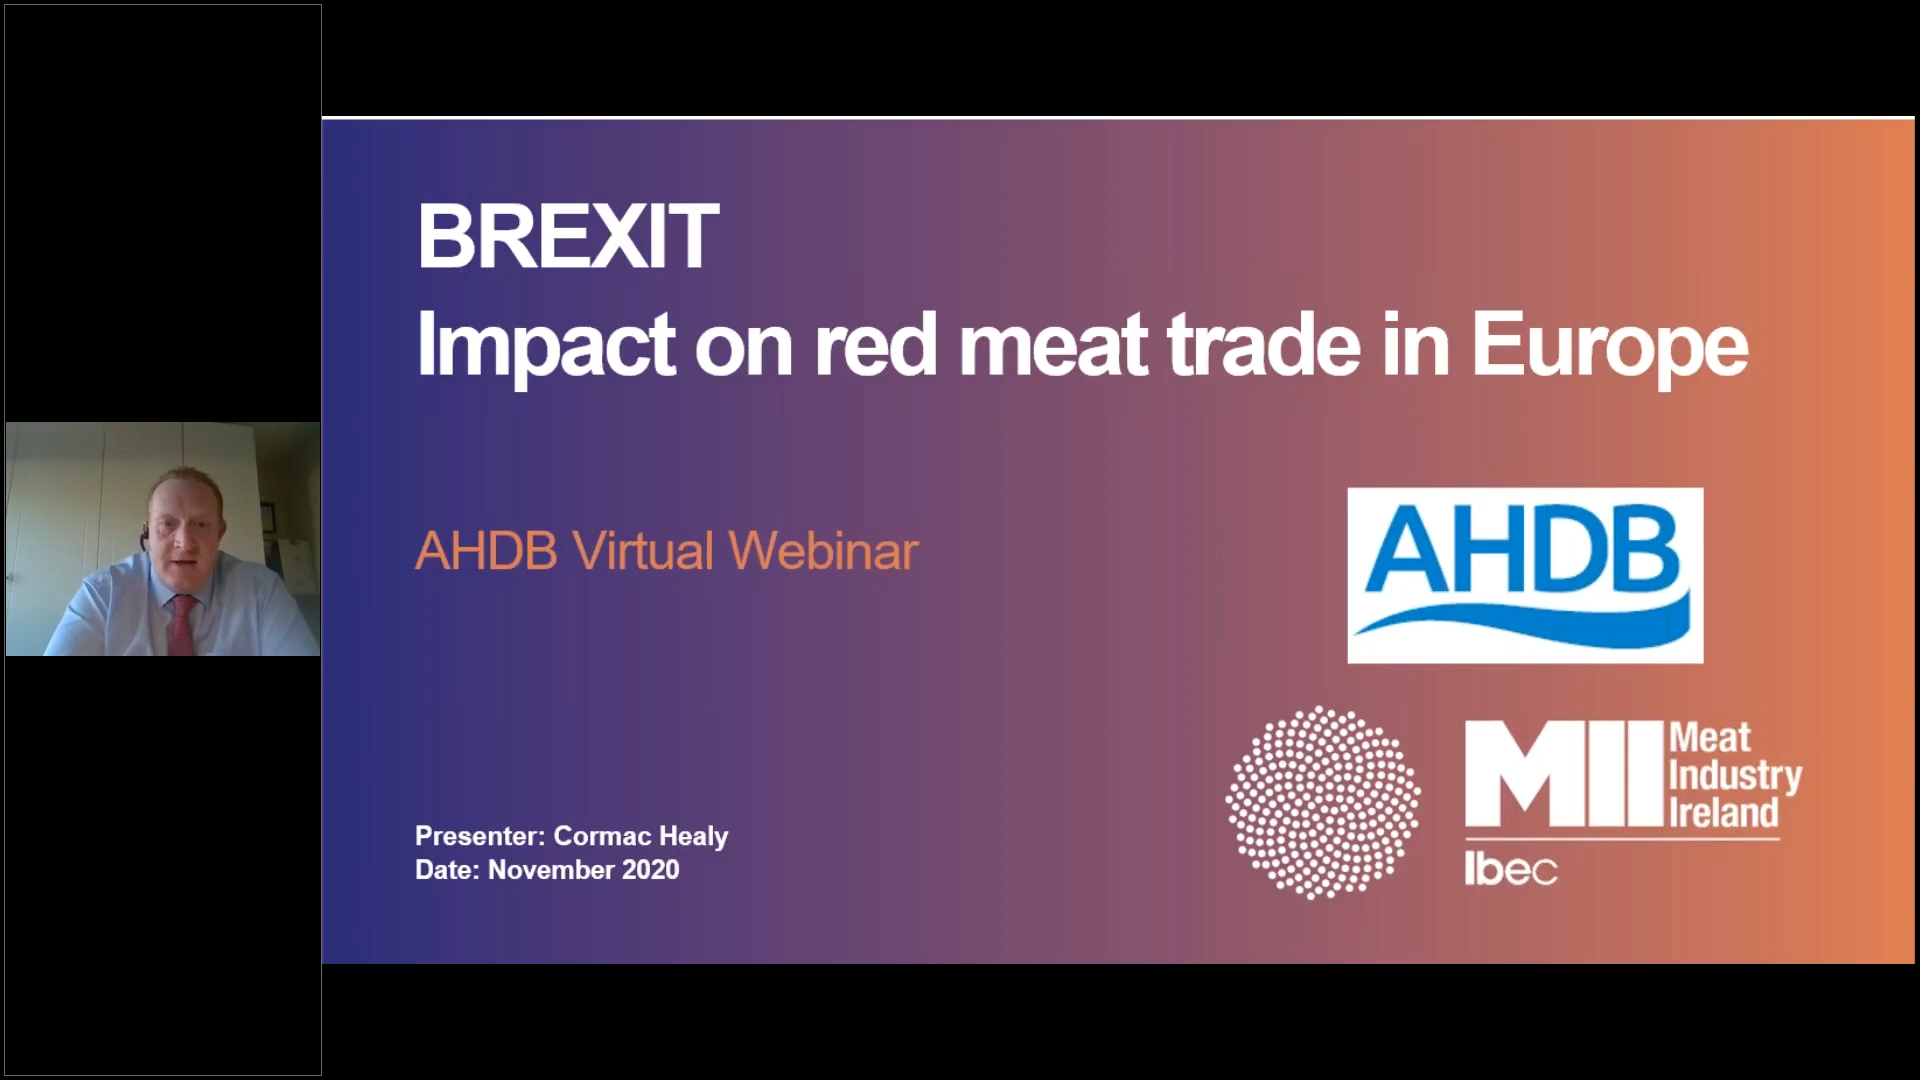 BREXIT
Impact on red meat trade in Europe
AHDB Virtual Webinar
AHDB
Meat
Industry
Ireland
MII
Ibec
Presenter: Cormac Healy
Date: November 2020